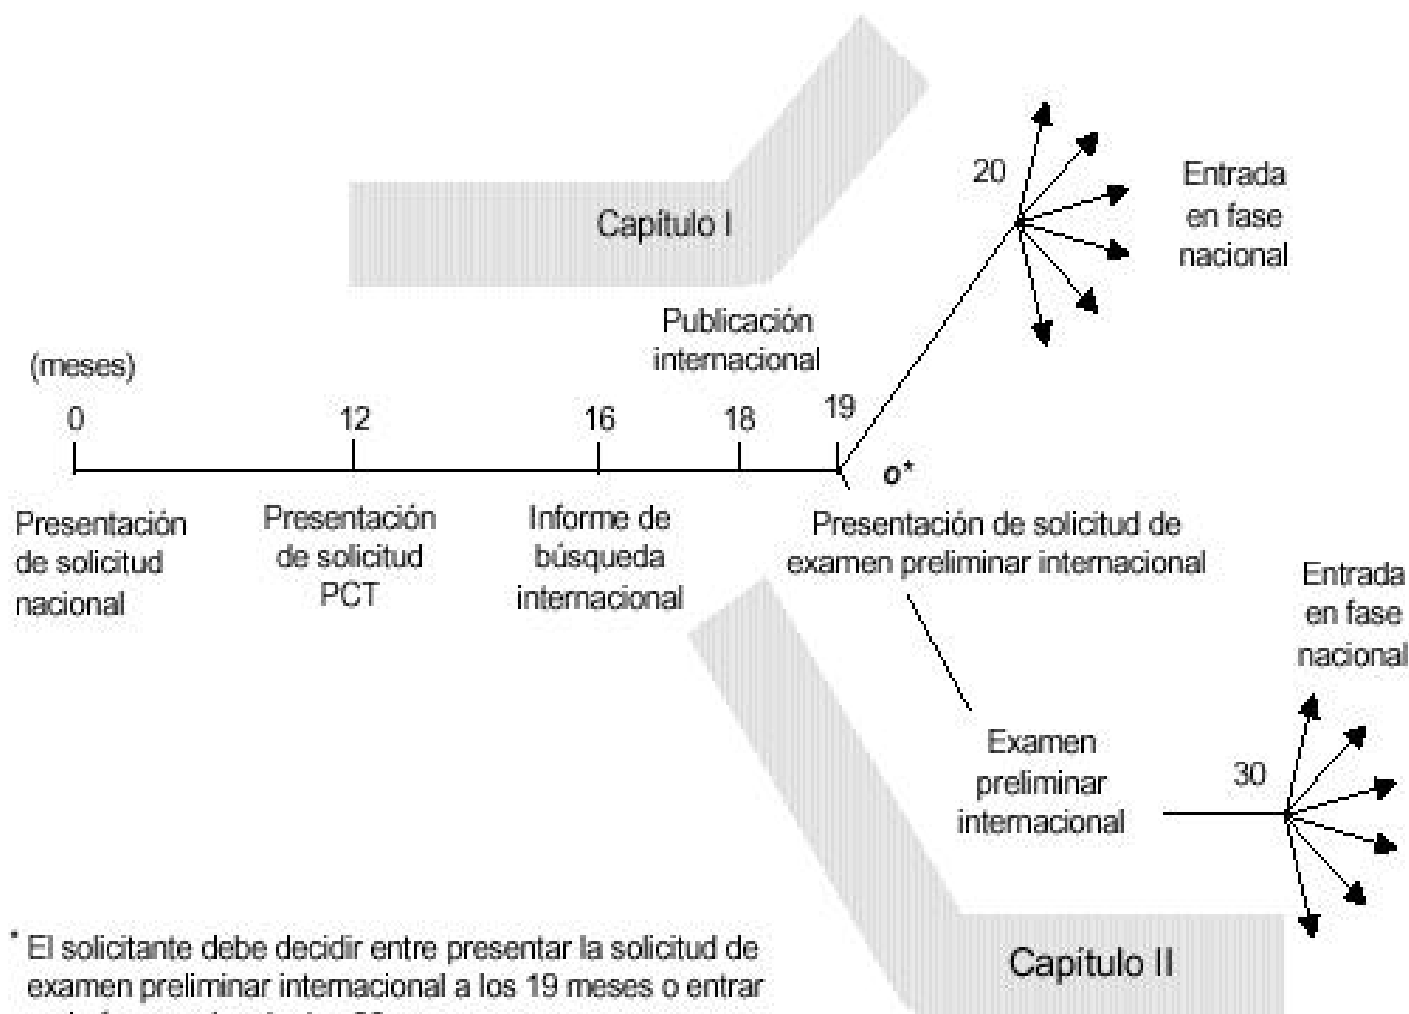 Capítulo I
20
Entrada
en fase
nacional
Publicación
internacional
(meses)
0
12
16
18
19
o*
Presentación
de solicitud
nacional
Presentación
de solicitud
PCT
Informe de
búsqueda
internacional
Presentación de solicitud de
examen preliminar internacional
Entrada
en fase
nacional
Examen
preliminar
internacional
30
Capítulo II
* El solicitante debe decidir entre presentar la solicitud de
examen preliminar internacional a los 19 meses o entrar